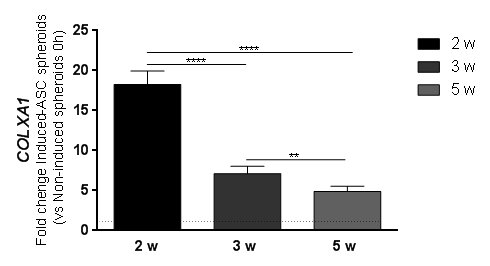 COLXA1
Fold chenge Induced-ASC spheroids
(vs Non-induced spheroids 0h)
25
20
15
10
5
0
****
****
**
2 w
3 w
5 w
2 w
3 w
5 w